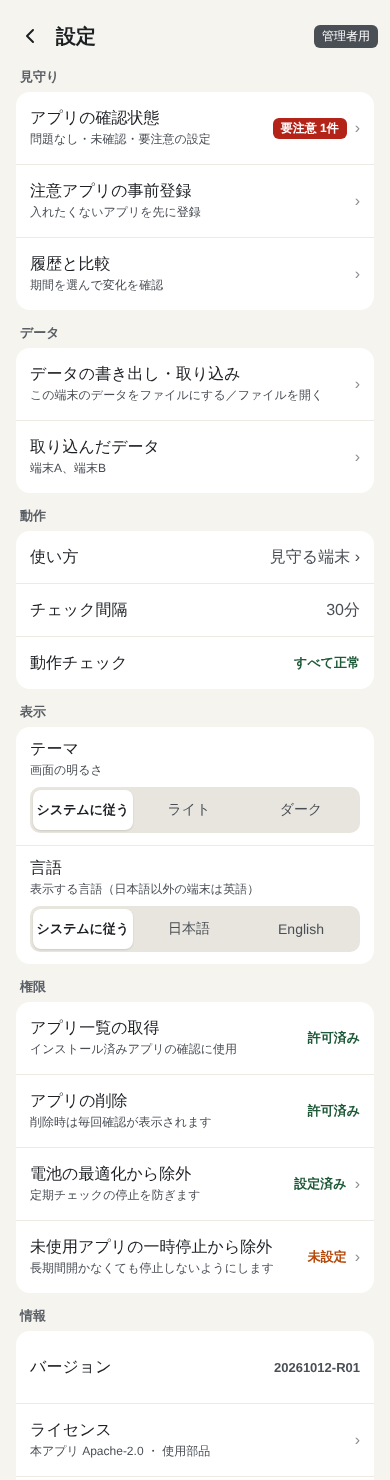 設定
管理者用
見守り
アプリの確認状態
問題なし・未確認・要注意の設定
要注意 1件
注意アプリの事前登録
入れたくないアプリを先に登録
履歴と比較
期間を選んで変化を確認
データ
データの書き出し・取り込み
この端末のデータをファイルにする／ファイルを開く
取り込んだデータ
端末A、端末B
動作
使い方
見守る端末 ›
チェック間隔
30分
動作チェック
すべて正常
表示
テーマ
画面の明るさ
システムに従う ライト ダーク
言語
表示する言語（日本語以外の端末は英語）
システムに従う 日本語 English
権限
アプリ一覧の取得
インストール済みアプリの確認に使用
許可済み
アプリの削除
削除時は毎回確認が表示されます
許可済み
電池の最適化から除外
定期チェックの停止を防ぎます
設定済み
未使用アプリの一時停止から除外
長期間開かなくても停止しないようにします
未設定
情報
バージョン
20261012-R01
ライセンス
本アプリ Apache-2.0 ・ 使用部品